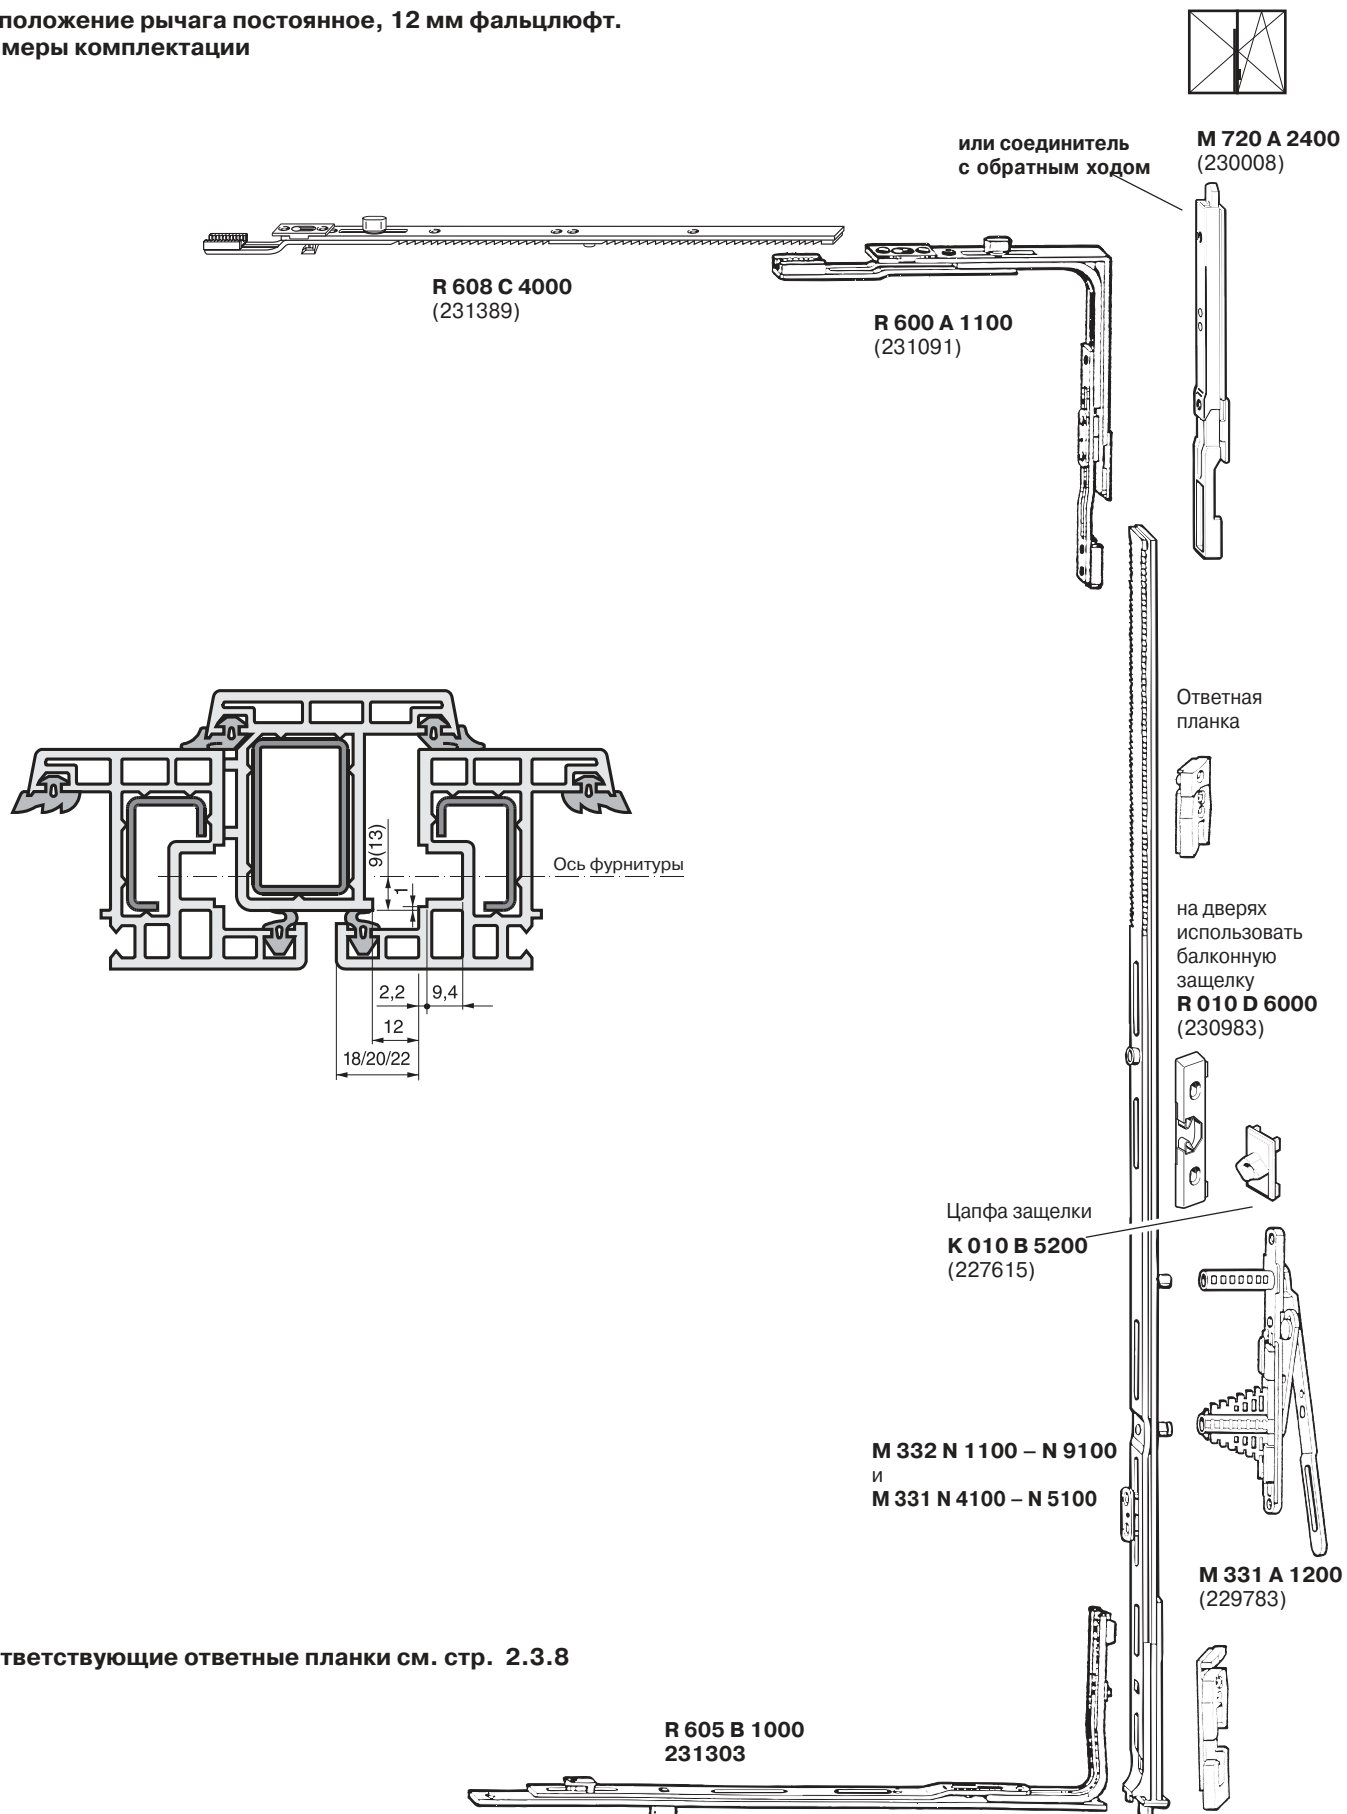 положение рычага постоянное, 12 мм фальцлюфт.
меры комплектации
или соединитель
с обратным ходом
M 720 A 2400
(230008)
R 608 C 4000
(231389)
R 600 A 1100
(231091)
Ответная
планка
9(13)
1
Ось фурнитуры
на дверях
использовать
балконную
защелку
R 010 D 6000
(230983)
2,2
9,4
12
18/20/22
Цапфа защелки
K 010 B 5200
(227615)
M 332 N 1100 – N 9100
и
M 331 N 4100 – N 5100
M 331 A 1200
(229783)
тветствующие ответные планки см. стр. 2.3.8
R 605 B 1000
231303